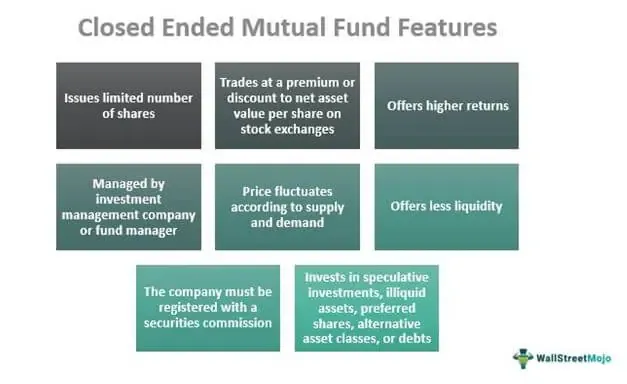 Closed Ended Mutual Fund Features
Issues limited number
of shares
Trades at a premium or
discount to net asset
value per share on
stock exchanges
Offers higher returns
Managed by
investment
management company
or fund manager
Price fluctuates
according to supply
and demand
Offers less liquidity
The company must be
registered with a
securities commission
Invests in speculative
investments, illiquid
assets, preferred
shares, alternative
asset classes, or debts
WallStreetMojo